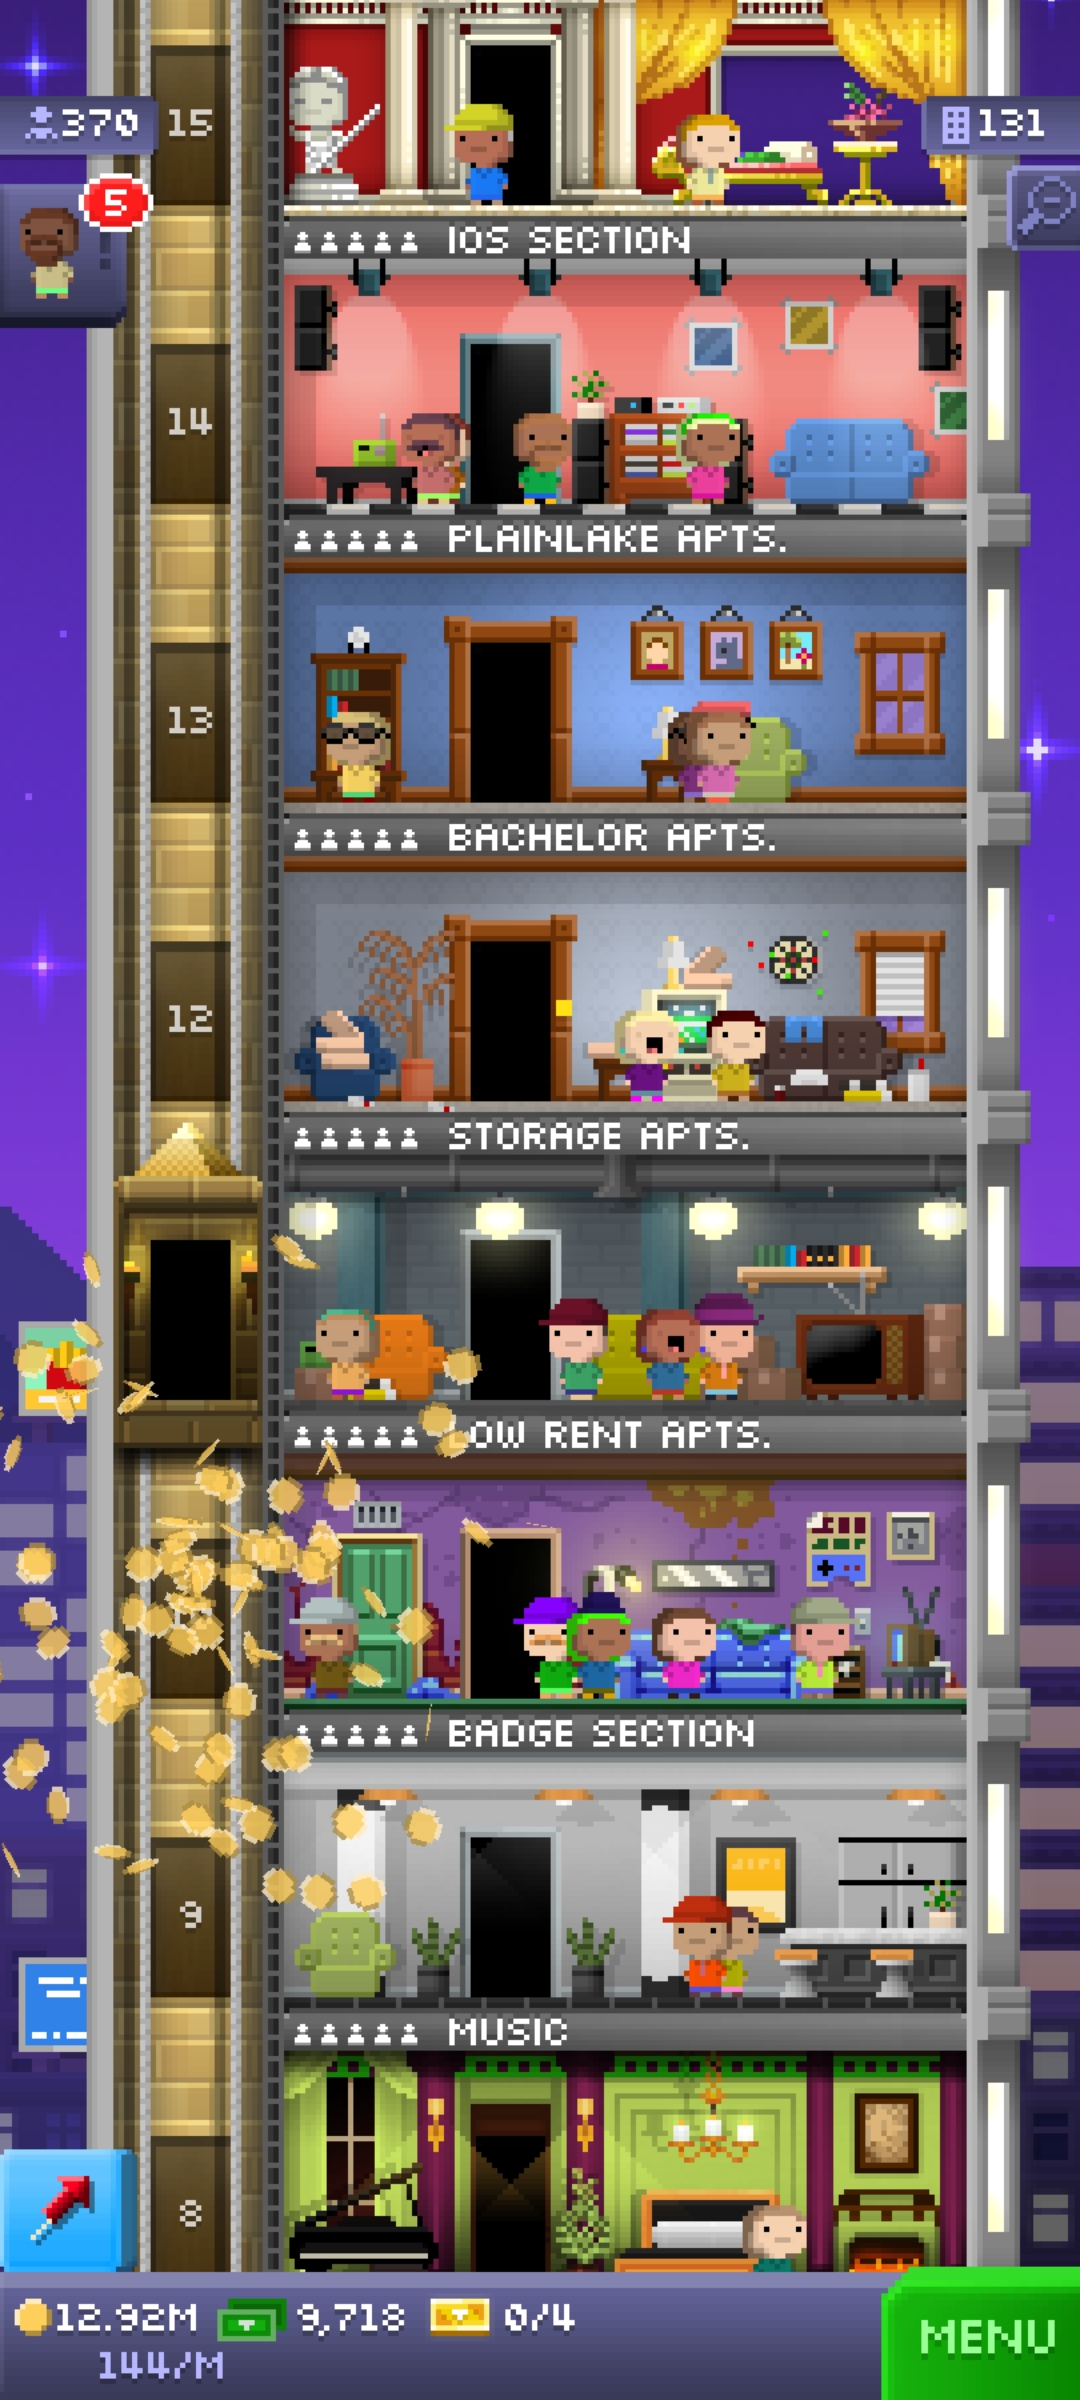 370
15
131
5
IOS SECTION
14
PLAINLAKE APTS.
13
BACHELOR APTS.
12
STORAGE APTS.
OW RENT APTS.
BADGE SECTION
9
MUSIC
8
12.92M 9,718 0/4
144/M
MENU